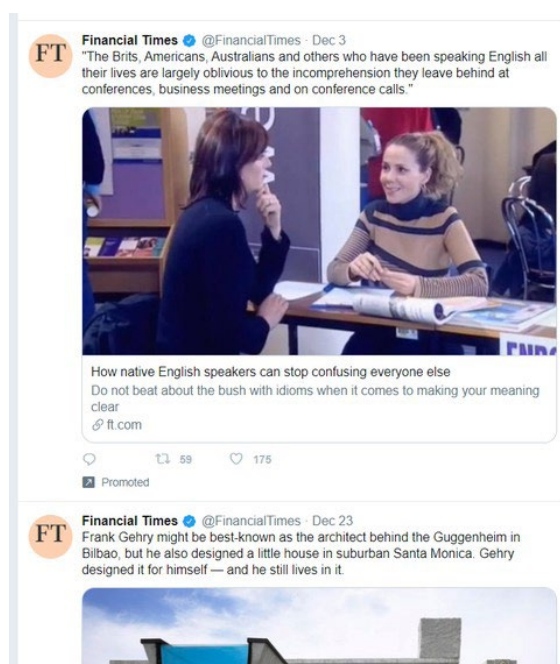 FT
Financial Times @FinancialTimes · Dec 3
"The Brits, Americans, Australians and others who have been speaking English all
their lives are largely oblivious to the incomprehension they leave behind at
conferences, business meetings and on conference calls."
How native English speakers can stop confusing everyone else
Do not beat about the bush with idioms when it comes to making your meaning
clear
ft.com
59 175
Promoted
FT
Financial Times @FinancialTimes · Dec 23
Frank Gehry might be best-known as the architect behind the Guggenheim in
Bilbao, but he also designed a little house in suburban Santa Monica. Gehry
designed it for himself — and he still lives in it.